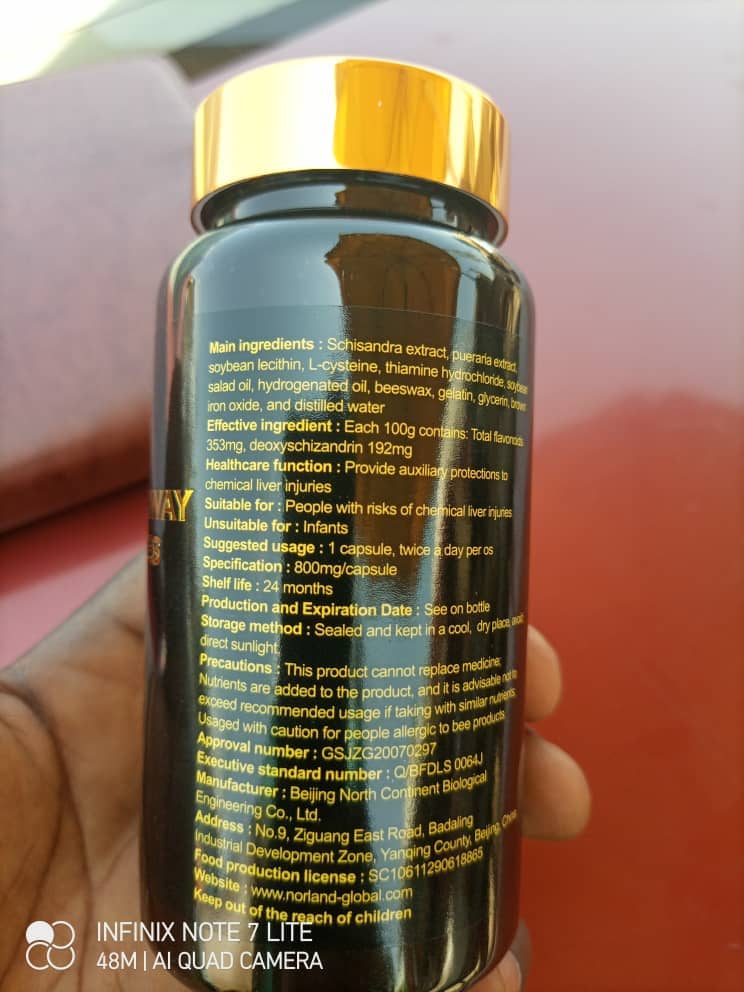 Main ingredients : Schisandra extract, pueraria extract,
soybean lecithin, L-cysteine, thiamine hydrochloride, soybean
salad oil, hydrogenated oil, beeswax, gelatin, glycerin, brown
iron oxide, and distilled water
Effective ingredient : Each 100g contains: Total flavonoids
353mg, deoxyschizandrin 192mg
Healthcare function : Provide auxiliary protections to
chemical liver injuries
Suitable for : People with risks of chemical liver injuries
Unsuitable for : Infants
Suggested usage : 1 capsule, twice a day per os
Specification : 800mg/capsule
Shelf life : 24 months
Production and Expiration Date : See on bottle
Storage method : Sealed and kept in a cool, dry place, avoid
direct sunlight.
Precautions : This product cannot replace medicine;
Nutrients are added to the product, and it is advisable not to
exceed recommended usage if taking with similar nutrients;
Usaged with caution for people allergic to bee products.
Approval number : GSJZG20070297
Executive standard number : Q/BFDLS 0064J
Manufacturer : Beijing North Continent Biological
Engineering Co., Ltd.
Address : No.9, Ziguang East Road, Badaling
Industrial Development Zone, Yanqing County, Beijing, China
Food production license : SC10611290618865
Website : www.norland-global.com
Keep out of the reach of children
WAY
INFINIX NOTE 7 LITE
48M | AI QUAD CAMERA